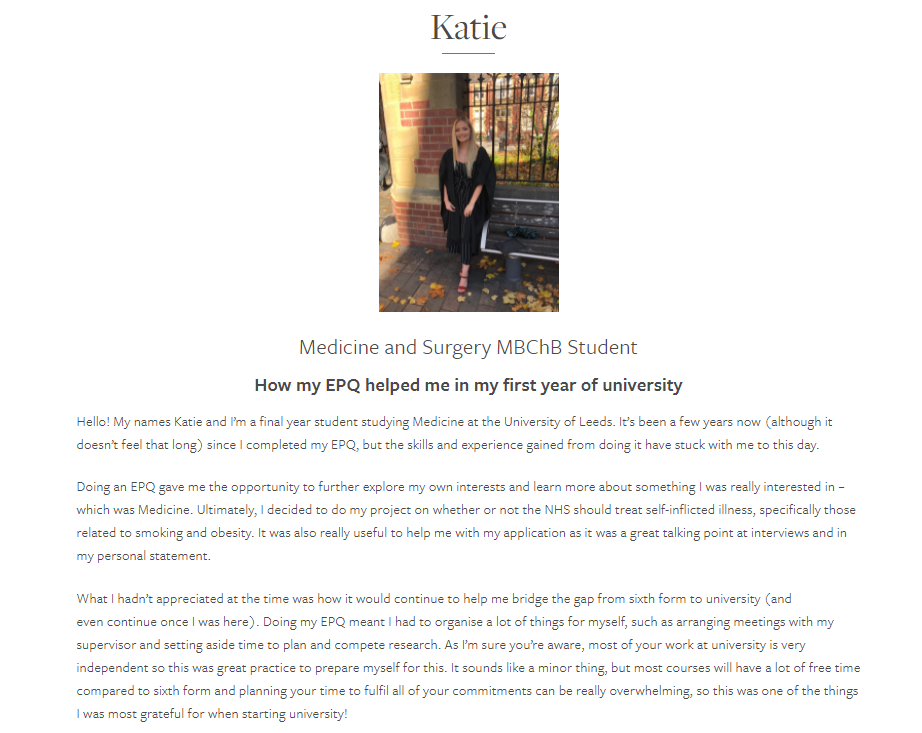 Katie
Medicine and Surgery MBChB Student
How my EPQ helped me in my first year of university
Hello! My names Katie and I'm a final year student studying Medicine at the University of Leeds. It's been a few years now (although it
doesn't feel that long) since I completed my EPQ, but the skills and experience gained from doing it have stuck with me to this day.
Doing an EPQ gave me the opportunity to further explore my own interests and learn more about something I was really interested in –
which was Medicine. Ultimately, I decided to do my project on whether or not the NHS should treat self-inflicted illness, specifically those
related to smoking and obesity. It was also really useful to help me with my application as it was a great talking point at interviews and in
my personal statement.
What I hadn't appreciated at the time was how it would continue to help me bridge the gap from sixth form to university (and
even continue once I was here). Doing my EPQ meant I had to organise a lot of things for myself, such as arranging meetings with my
supervisor and setting aside time to plan and compete research. As I'm sure you're aware, most of your work at university is very
independent so this was great practice to prepare myself for this. It sounds like a minor thing, but most courses will have a lot of free time
compared to sixth form and planning your time to fulfil all of your commitments can be really overwhelming, so this was one of the things
I was most grateful for when starting university!